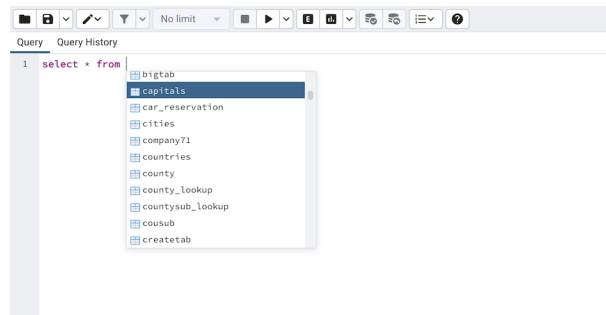 No limit
E
Query Query History
1 select * from
bigtab
capitals
car_reservation
cities
company71
countries
county
county_lookup
countysub_lookup
cousub
createtab